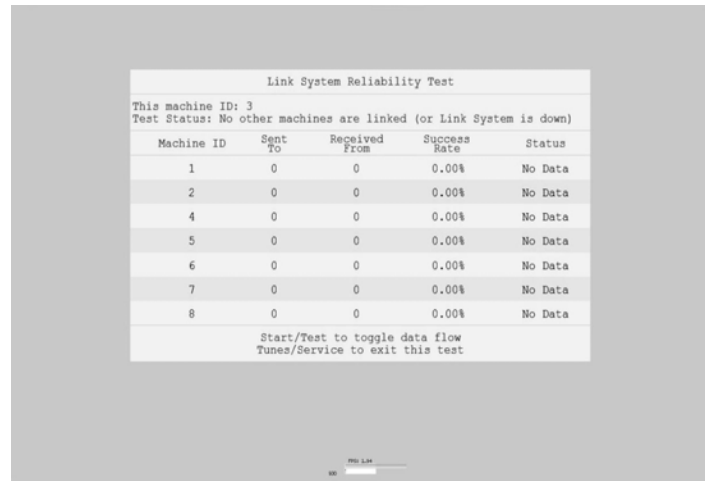 Link System Reliability Test
This machine ID: 3
Test Status: No other machines are linked (or Link System is down)
Machine ID Sent To Received From Success Rate Status
1 0 0 0.00% No Data
2 0 0 0.00% No Data
4 0 0 0.00% No Data
5 0 0 0.00% No Data
6 0 0 0.00% No Data
7 0 0 0.00% No Data
8 0 0 0.00% No Data
Start/Test to toggle data flow
Tunes/Service to exit this test